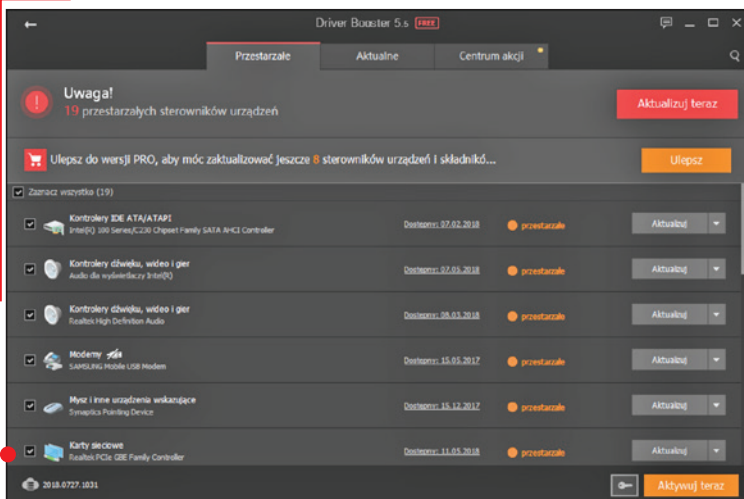 Driver Booster 5.5 FREE
Przestarzałe
Aktualne
Centrum akcji
Uwaga!
19 przestarzałych sterowników urządzeń
Aktualizuj teraz
Ulepsz do wersji PRO, aby móc zaktualizować jeszcze 8 sterowników urządzeń i składnikó...
Ulepsz
Zaznacz wszystko (19)
Kontrolery IDE ATA/ATAPI
Intel(R) 100 Series/C230 Chipset Family SATA AHCI Controller
Dostępny: 07.02.2018
przestarzałe
Aktualizuj
Kontrolery dźwięku, wideo i gier
Audio dla wyświetlaczy Intel(R)
Dostępny: 07.05.2018
przestarzałe
Aktualizuj
Kontrolery dźwięku, wideo i gier
Realtek High Definition Audio
Dostępny: 08.03.2018
przestarzałe
Aktualizuj
Modemy
SAMSUNG Mobile USB Modem
Dostępny: 15.05.2017
przestarzałe
Aktualizuj
Mysz i inne urządzenia wskazujące
Synaptics Pointing Device
Dostępny: 15.12.2017
przestarzałe
Aktualizuj
Karty sieciowe
Realtek PCIe GBE Family Controller
Dostępny: 11.05.2018
przestarzałe
Aktualizuj
2018.0727.1031
Aktywuj teraz